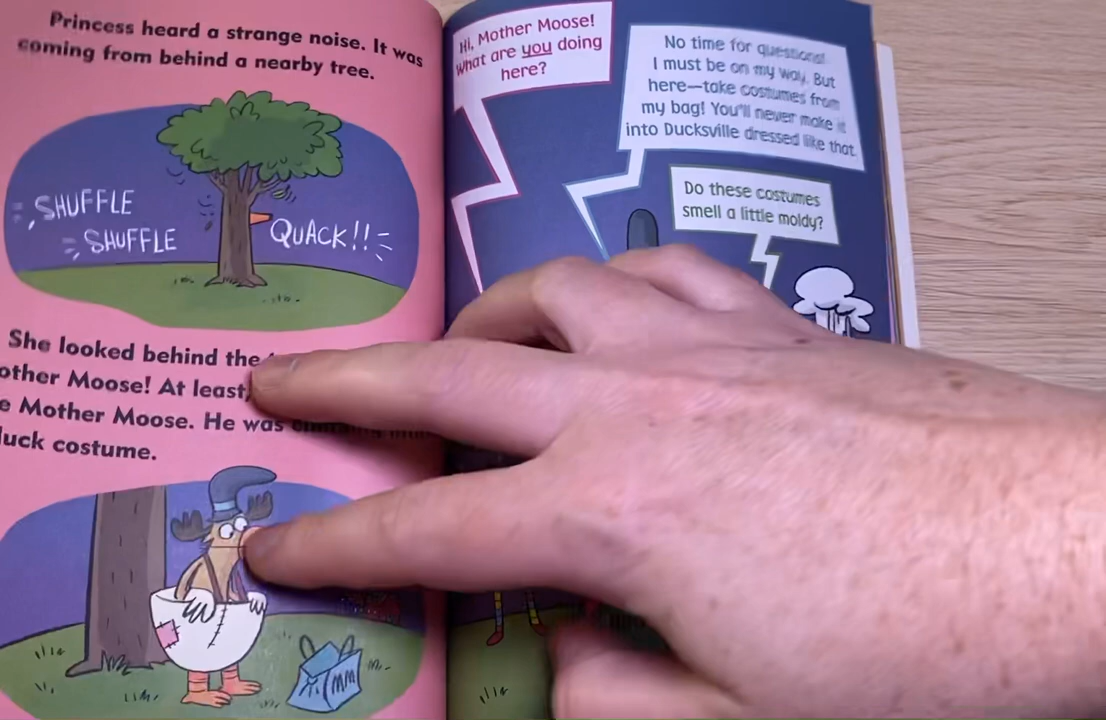 Princess heard a strange noise. It was
coming from behind a nearby tree.
SHUFFLE
SHUFFLE
QUACK!!
She looked behind the
other Moose! At least,
e Mother Moose. He was
duck costume.
MM
Hi, Mother Moose!
What are you doing
here?
No time for questions!
I must be on my way. But
here—take costumes from
my bag! You'll never make it
into Ducksville dressed like that.
Do these costumes
smell a little moldy?